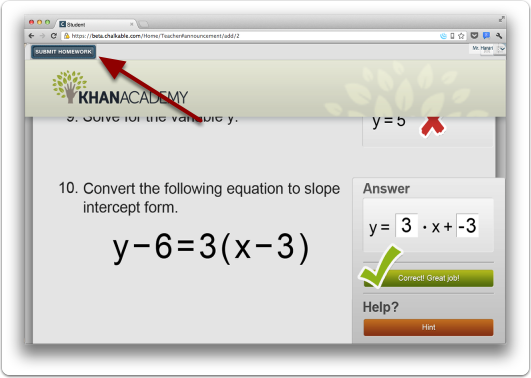 Student
https://beta.chalkable.com/Home/Teacher#announcement/add/2
SUBMIT HOMEWORK
KHANACADEMY
9. Solve for the variable y.
y = 5
10. Convert the following equation to slope
intercept form.
y−6=3(x−3)
Answer
y = 3 · x + -3
Correct! Great job!
Help?
Hint